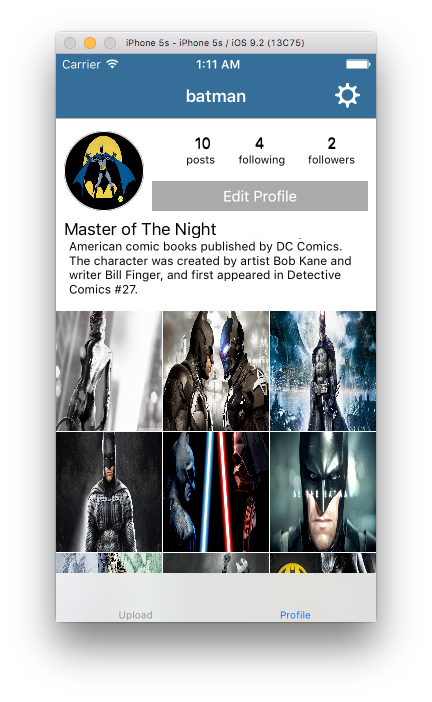 iPhone 5s - iPhone 5s / iOS 9.2 (13C75)
Carrier 1:11 AM
batman
10 4 2
posts following followers
Edit Profile
Master of The Night
American comic books published by DC Comics.
The character was created by artist Bob Kane and
writer Bill Finger, and first appeared in Detective
Comics #27.
BE THE BATMAN
Upload Profile